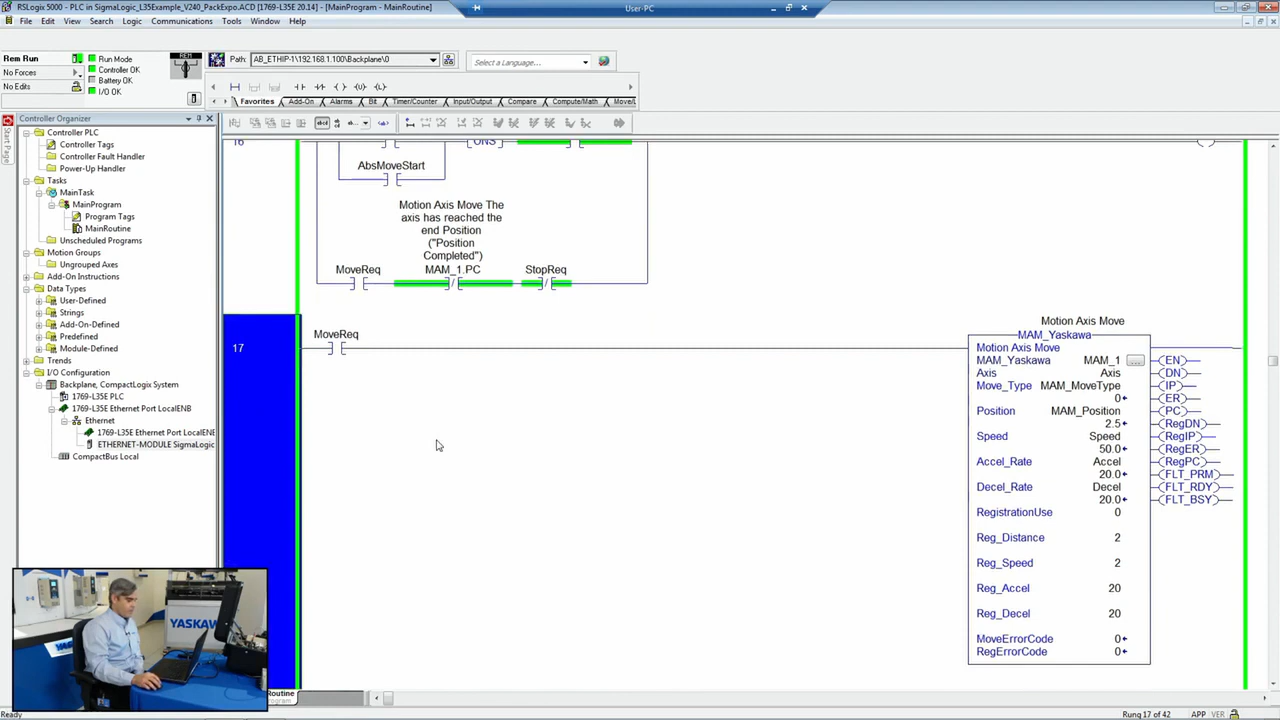 RSLogix 5000 - PLC in SigmaLogic_L35Example_V240_PackExpo.ACD [1769-L35E 20.14] - [MainProgram - MainRoutine]
User-PC
File Edit View Search Logic Communications Tools Window Help
Rem Run
No Forces
No Edits
Run Mode
Controller OK
Battery OK
I/O OK
REM
Path: AB_ETHIP-1\192.168.1.100\Backplane\0
Select a Language...
Favorites Add-On Alarms Bit Timer/Counter Input/Output Compare Compute/Math Move/L
Start Page
Controller Organizer
Controller PLC
Controller Tags
Controller Fault Handler
Power-Up Handler
Tasks
MainTask
MainProgram
Program Tags
MainRoutine
Unscheduled Programs
Motion Groups
Ungrouped Axes
Add-On Instructions
Data Types
User-Defined
Strings
Add-On-Defined
Predefined
Module-Defined
Trends
I/O Configuration
Backplane, CompactLogix System
1769-L35E PLC
1769-L35E Ethernet Port LocalENB
Ethernet
1769-L35E Ethernet Port LocalENB
ETHERNET-MODULE SigmaLogic
CompactBus Local
16
ONS
AbsMoveStart
Motion Axis Move The
axis has reached the
end Position
("Position
Completed")
MoveReq MAM_1.PC StopReq
17
MoveReq
Motion Axis Move
MAM_Yaskawa
Motion Axis Move
MAM_Yaskawa MAM_1 ...
Axis Axis
Move_Type MAM_MoveType
0
Position MAM_Position
2.5
Speed Speed
50.0
Accel_Rate Accel
20.0
Decel_Rate Decel
20.0
RegistrationUse 0
Reg_Distance 2
Reg_Speed 2
Reg_Accel 20
Reg_Decel 20
MoveErrorCode 0
RegErrorCode 0
(EN)
(DN)
(IP)
(ER)
(PC)
(RegDN)
(RegIP)
(RegER)
(RegPC)
(FLT_PRM)
(FLT_RDY)
(FLT_BSY)
YASKAWA
Routine
rogram
Ready
Rung 17 of 42
APP
VER